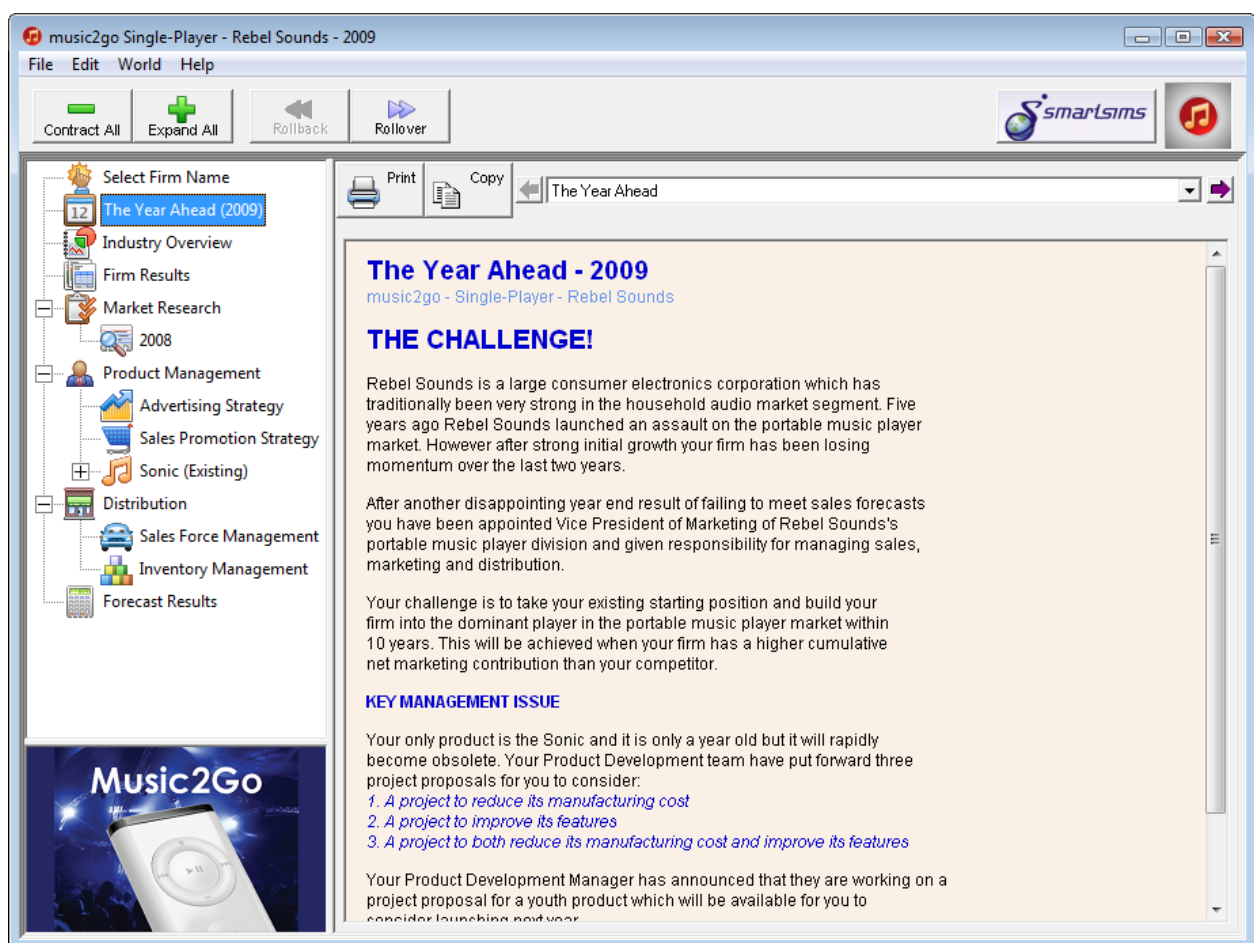 music2go Single-Player - Rebel Sounds - 2009
File Edit World Help
Contract All Expand All Rollback Rollover
smartsims
Select Firm Name
12 The Year Ahead (2009)
Industry Overview
Firm Results
Market Research
2008
Product Management
Advertising Strategy
Sales Promotion Strategy
Sonic (Existing)
Distribution
Sales Force Management
Inventory Management
Forecast Results
Music2Go
Print Copy The Year Ahead
The Year Ahead - 2009
music2go - Single-Player - Rebel Sounds
THE CHALLENGE!
Rebel Sounds is a large consumer electronics corporation which has
traditionally been very strong in the household audio market segment. Five
years ago Rebel Sounds launched an assault on the portable music player
market. However after strong initial growth your firm has been losing
momentum over the last two years.
After another disappointing year end result of failing to meet sales forecasts
you have been appointed Vice President of Marketing of Rebel Sounds's
portable music player division and given responsibility for managing sales,
marketing and distribution.
Your challenge is to take your existing starting position and build your
firm into the dominant player in the portable music player market within
10 years. This will be achieved when your firm has a higher cumulative
net marketing contribution than your competitor.
KEY MANAGEMENT ISSUE
Your only product is the Sonic and it is only a year old but it will rapidly
become obsolete. Your Product Development team have put forward three
project proposals for you to consider:
1. A project to reduce its manufacturing cost
2. A project to improve its features
3. A project to both reduce its manufacturing cost and improve its features
Your Product Development Manager has announced that they are working on a
project proposal for a youth product which will be available for you to
consider launching next year